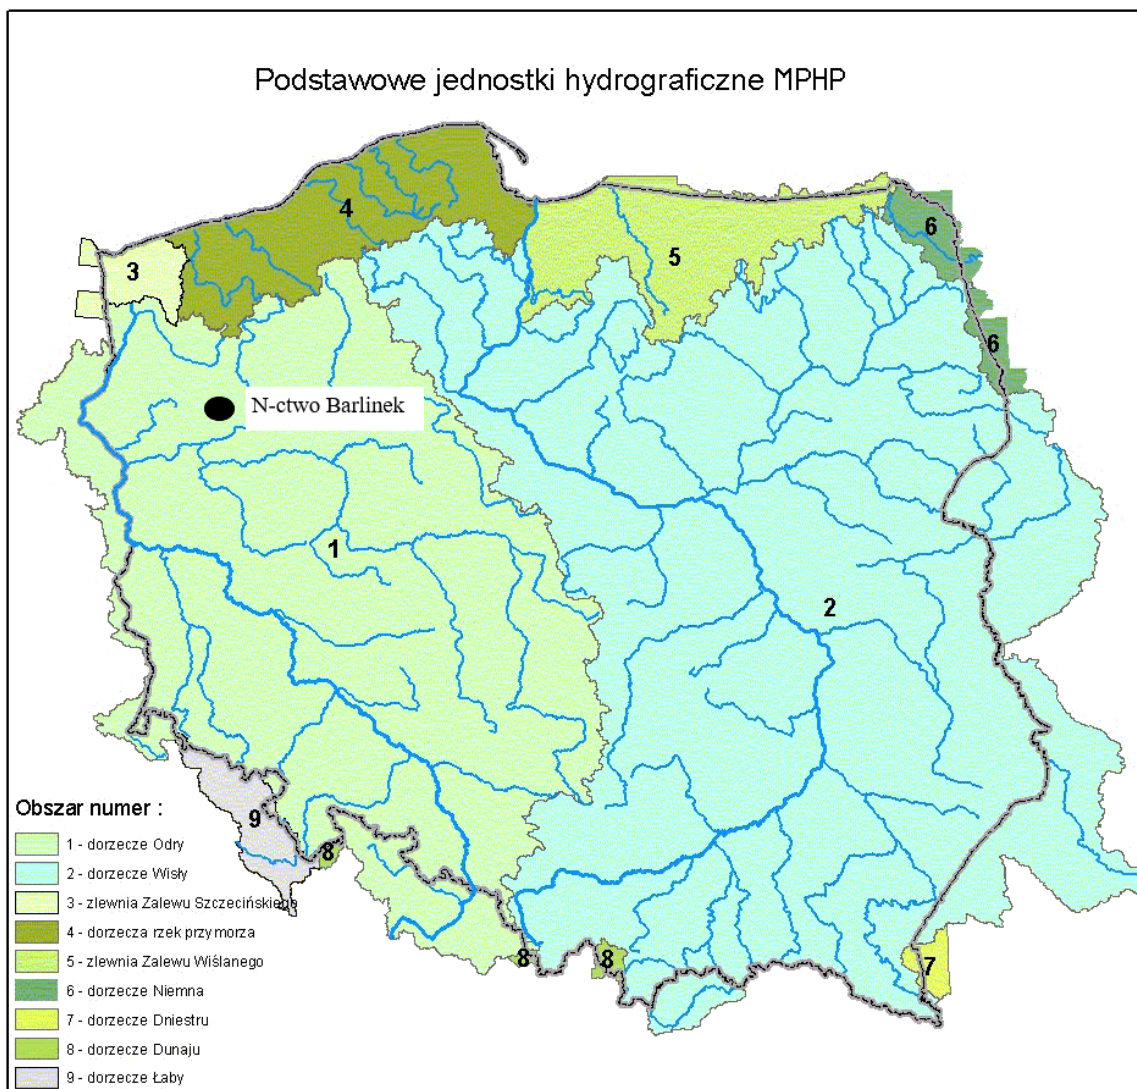 Podstawowe jednostki hydrograficzne MPHP
4
6
3
5
6
N-ctwo Barlinek
1
2
9
8
8
8
7
Obszar numer :
1 - dorzecze Odry
2 - dorzecze Wisły
3 - zlewnia Zalewu Szczecińskiego
4 - dorzecza rzek przymorza
5 - zlewnia Zalewu Wiślanego
6 - dorzecze Niemna
7 - dorzecze Dniestru
8 - dorzecze Dunaju
9 - dorzecze Łaby